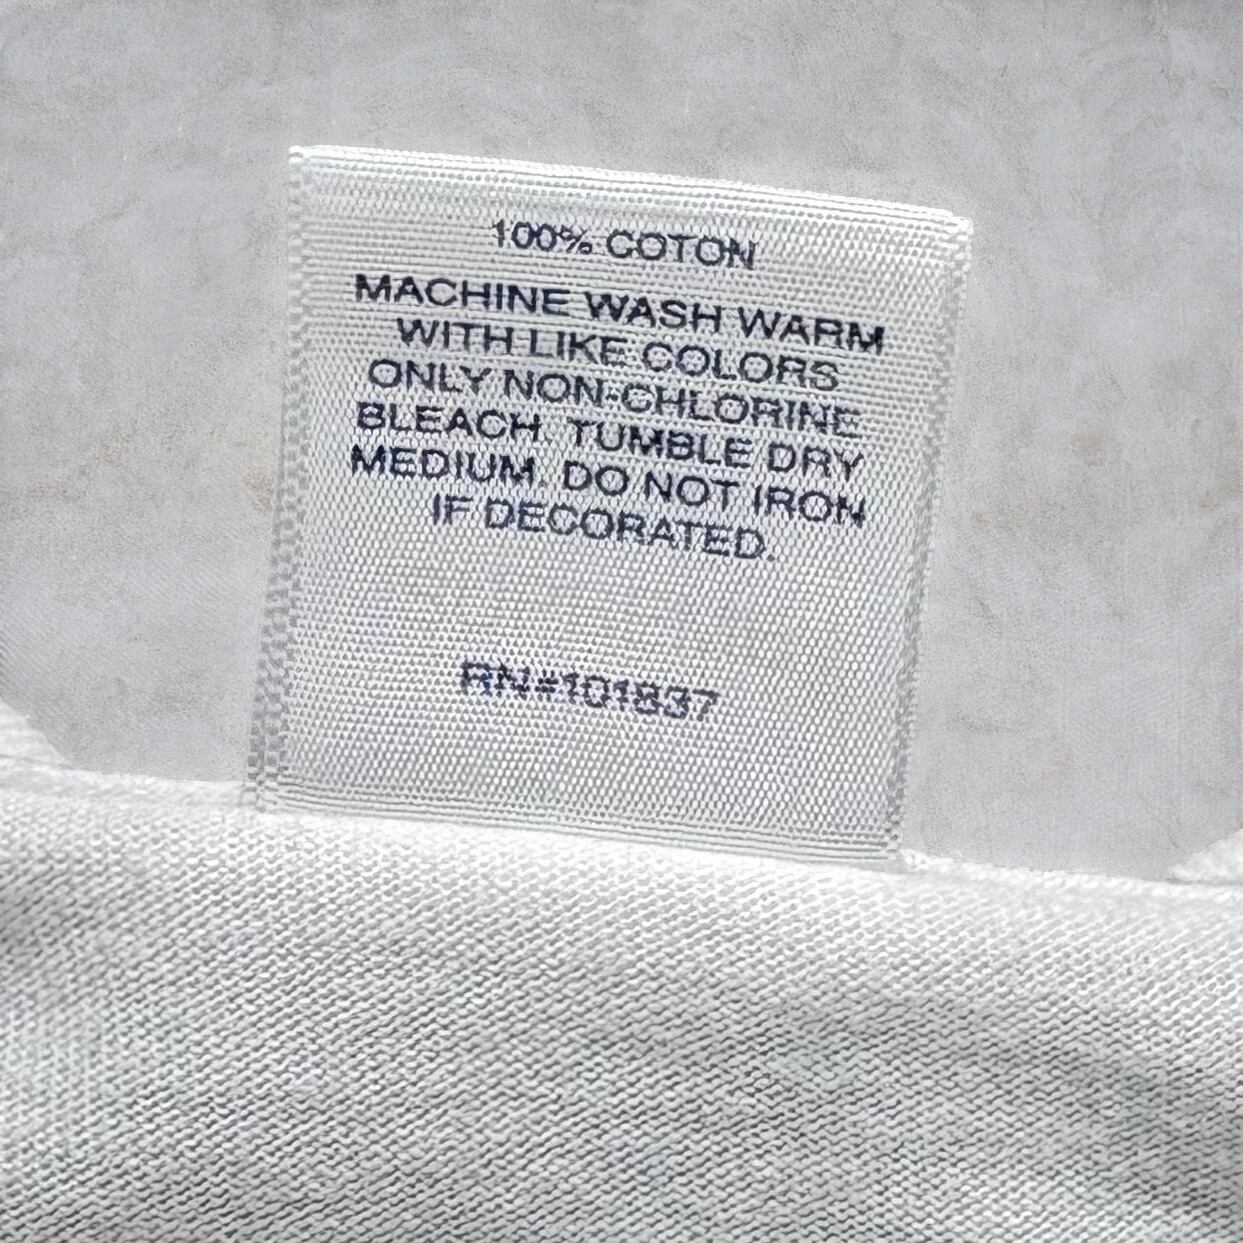 100% COTON
MACHINE WASH WARM
WITH LIKE COLORS
ONLY NON-CHLORINE
BLEACH. TUMBLE DRY
MEDIUM. DO NOT IRON
IF DECORATED.
RN#101837